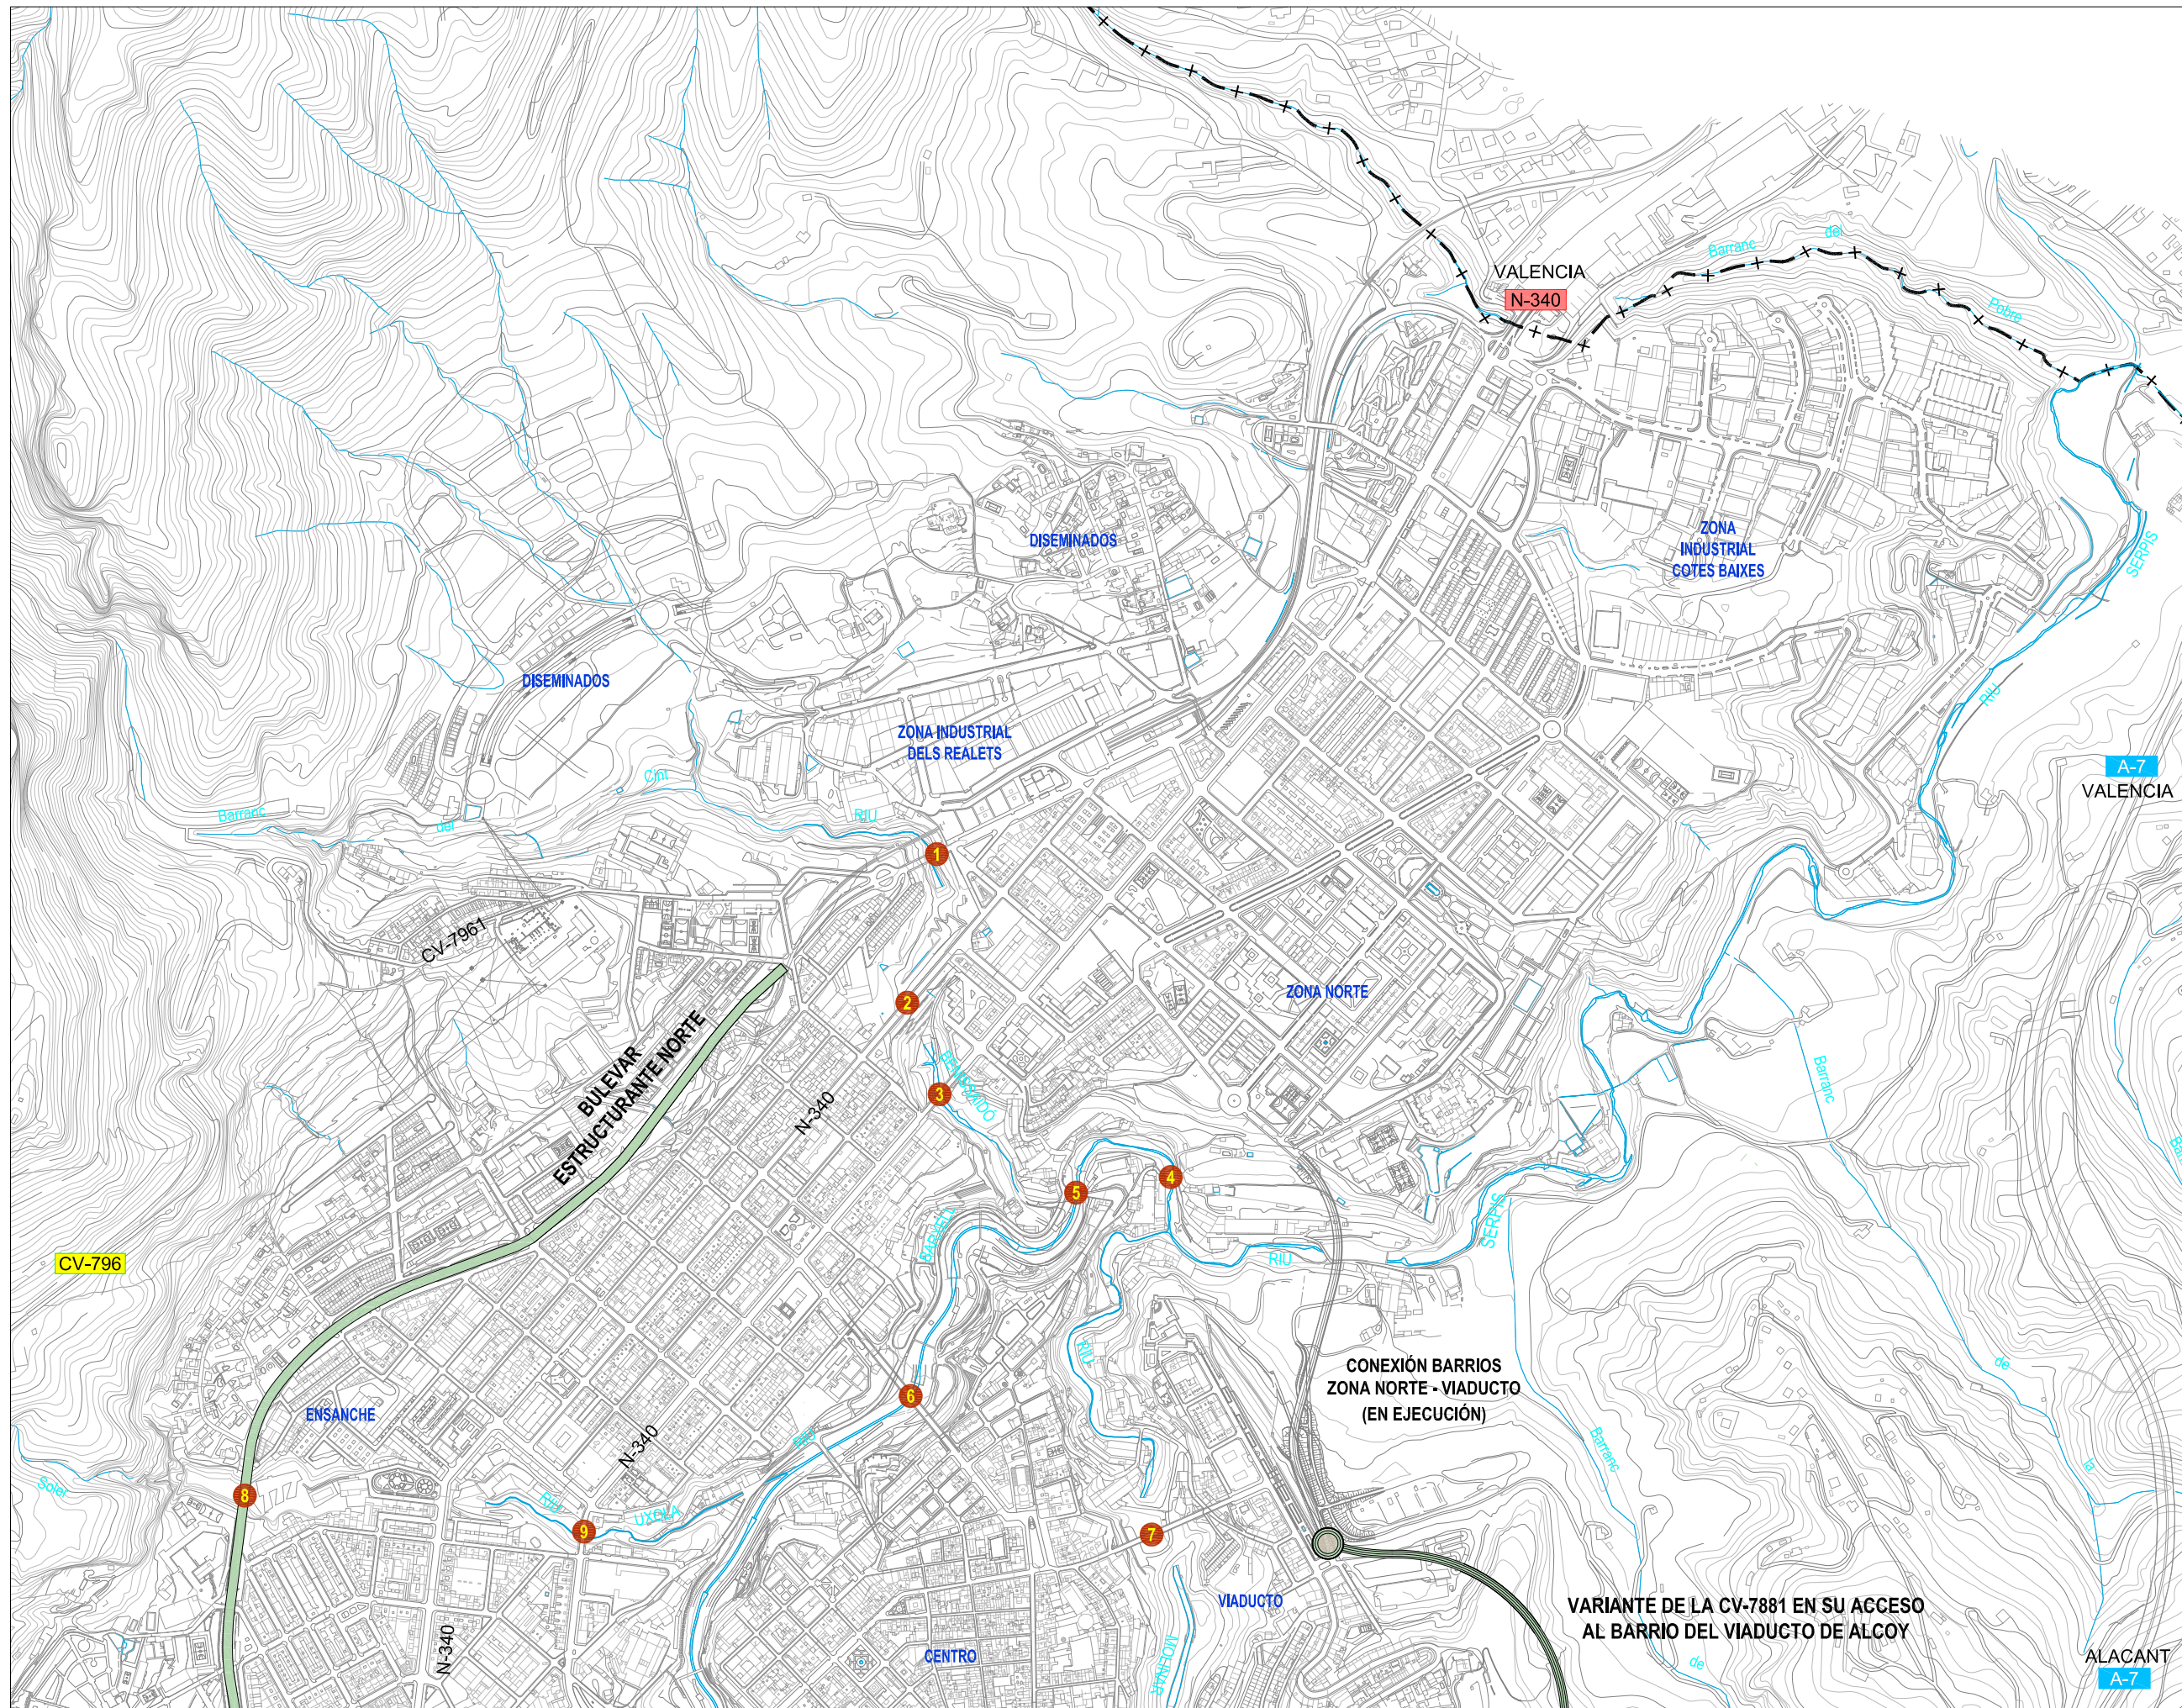 VALENCIA
N-340
Barranc
del
Pobre
DISEMINADOS
ZONA
INDUSTRIAL
COTES BAIXES
SERPIS
RIU
DISEMINADOS
ZONA INDUSTRIAL
DELS REALETS
A-7
VALENCIA
Barranc
del
Cint
RIU
1
CV-7961
2
ZONA NORTE
BULEVAR
ESTRUCTURANTE NORTE
N-340
3
BENISSAIDÓ
Barranc
4
5
BARXELL
SERPIS
RIU
CV-796
RIU
CONEXIÓN BARRIOS
ZONA NORTE - VIADUCTO
(EN EJECUCIÓN)
de
6
ENSANCHE
N-340
RIU
Barranc
la
Soler
8
RIU
UXOLA
9
7
VIADUCTO
VARIANTE DE LA CV-7881 EN SU ACCESO
AL BARRIO DEL VIADUCTO DE ALCOY
N-340
CENTRO
MOLINAR
de
ALACANT
A-7